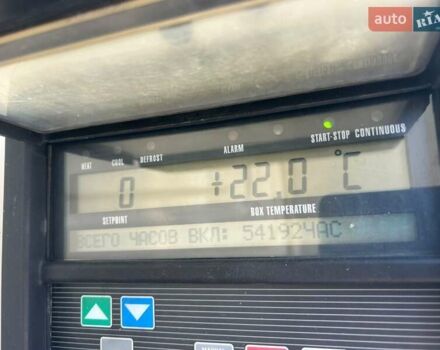 auto RIA
HEAT COOL DEFROST ALARM START-STOP CONTINUOUS
0 +22.0 °C
SETPOINT BOX TEMPERATURE
ВСЕГО ЧАСОВ ВКЛ: 54192ЧАС